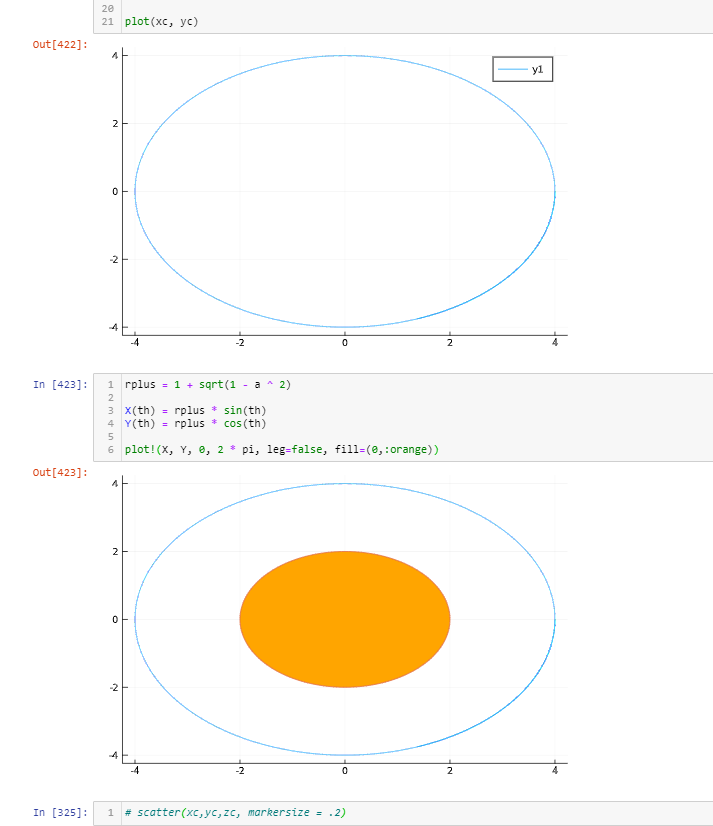 20
21 plot(xc, yc)
Out[422]:
4
y1
2
0
-2
-4
-4 -2 0 2 4
In [423]: 1 rplus = 1 + sqrt(1 - a ^ 2)
2
3 X(th) = rplus * sin(th)
4 Y(th) = rplus * cos(th)
5
6 plot!(X, Y, 0, 2 * pi, leg=false, fill=(0,:orange))
Out[423]:
4
2
0
-2
-4
-4 -2 0 2 4
In [325]: 1 # scatter(xc,yc,zc, markersize = .2)